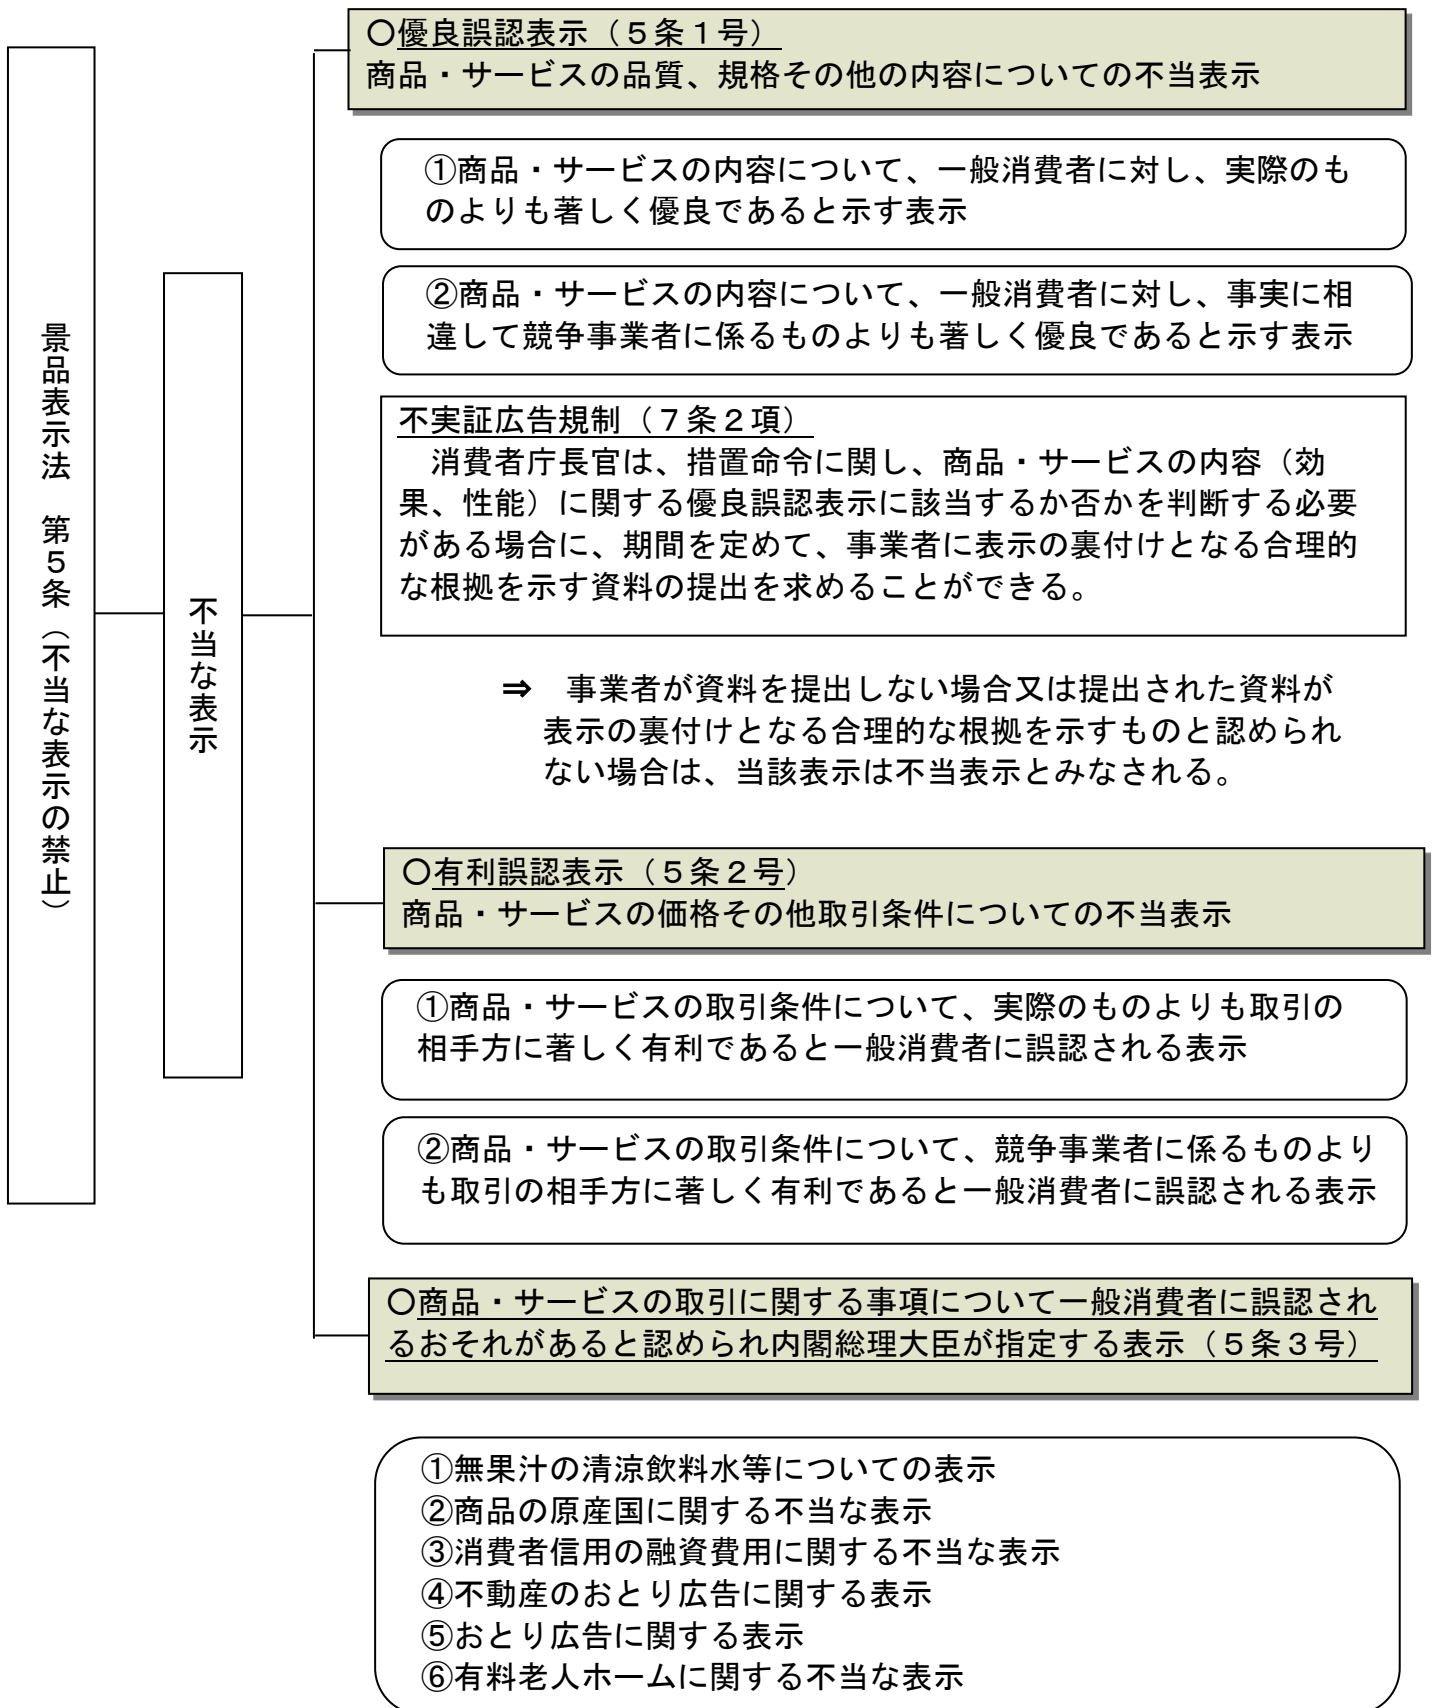 景品表示法　第５条（不当な表示の禁止）
不当な表示
〇優良誤認表示（５条１号）
商品・サービスの品質、規格その他の内容についての不当表示
①商品・サービスの内容について、一般消費者に対し、実際のも
のよりも著しく優良であると示す表示
②商品・サービスの内容について、一般消費者に対し、事実に相
違して競争事業者に係るものよりも著しく優良であると示す表示
不実証広告規制（７条２項）
　消費者庁長官は、措置命令に関し、商品・サービスの内容（効
果、性能）に関する優良誤認表示に該当するか否かを判断する必要
がある場合に、期間を定めて、事業者に表示の裏付けとなる合理的
な根拠を示す資料の提出を求めることができる。
⇒　事業者が資料を提出しない場合又は提出された資料が
表示の裏付けとなる合理的な根拠を示すものと認められ
ない場合は、当該表示は不当表示とみなされる。
〇有利誤認表示（５条２号）
商品・サービスの価格その他取引条件についての不当表示
①商品・サービスの取引条件について、実際のものよりも取引の
相手方に著しく有利であると一般消費者に誤認される表示
②商品・サービスの取引条件について、競争事業者に係るものより
も取引の相手方に著しく有利であると一般消費者に誤認される表示
〇商品・サービスの取引に関する事項について一般消費者に誤認され
るおそれがあると認められ内閣総理大臣が指定する表示（５条３号）
①無果汁の清涼飲料水等についての表示
②商品の原産国に関する不当な表示
③消費者信用の融資費用に関する不当な表示
④不動産のおとり広告に関する表示
⑤おとり広告に関する表示
⑥有料老人ホームに関する不当な表示